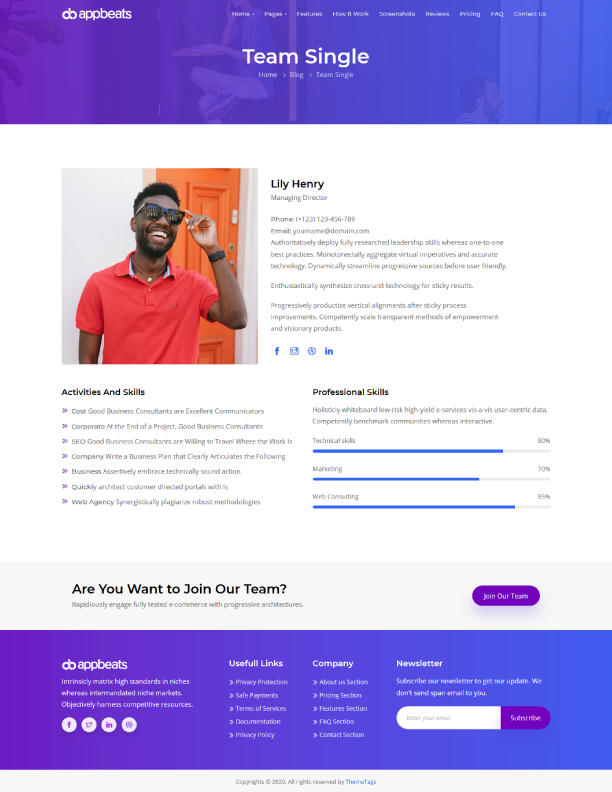 appbeats
Home Pages Features How It Work Screenshots Reviews Pricing FAQ Contact Us
Team Single
Home Blog Team Single
Lily Henry
Managing Director
Phone: (+123) 123-456-789
Email: yourname@domain.com
Authoritatively deploy fully researched leadership skills whereas one-to-one
best practices. Monotonectally aggregate virtual imperatives and accurate
technology. Dynamically streamline progressive sources before user friendly.
Enthusiastically synthesize cross-unit technology for sticky results.
Progressively productize vertical alignments after sticky process
improvements. Competently scale transparent methods of empowerment
and visionary products.
Activities And Skills
Cost Good Business Consultants are Excellent Communicators
Corporate At the End of a Project, Good Business Consultants
SEO Good Business Consultants are Willing to Travel Where the Work Is
Company Write a Business Plan that Clearly Articulates the Following
Business Assertively embrace technically sound action
Quickly architect customer directed portals with Is
Web Agency Synergistically plagiarize robust methodologies
Professional Skills
Holisticly whiteboard low-risk high-yield e-services vis-a-vis user-centric data.
Competently benchmark communities whereas interactive.
Technical skills 80%
Marketing 70%
Web Consulting 85%
Are You Want to Join Our Team?
Rapidiously engage fully tested e-commerce with progressive architectures.
Join Our Team
appbeats
Intrinsicly matrix high standards in niches
whereas intermandated niche markets.
Objectively harness competitive resources.
Usefull Links
Privacy Protection
Safe Payments
Terms of Services
Documentation
Privacy Policy
Company
About us Section
Pricing Section
Features Section
FAQ Section
Contact Section
Newsletter
Subscribe our newsletter to get our update. We
don't send span email to you.
Enter your email
Subscribe
Copyrights © 2020. All rights reserved by ThemeTags